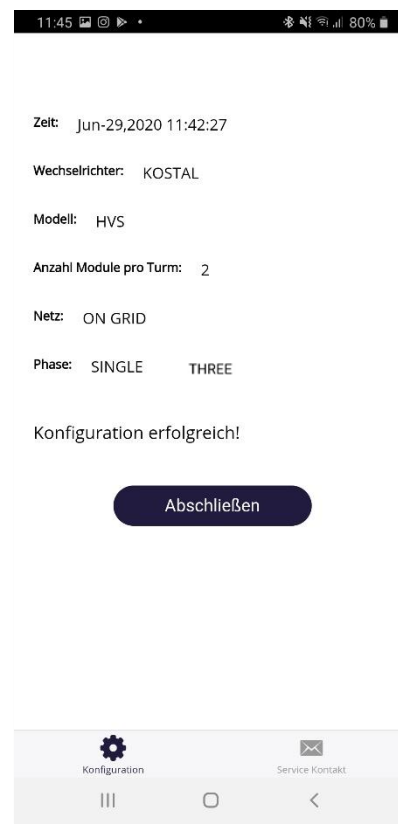 11:45 80%
Zeit: Jun-29,2020 11:42:27
Wechselrichter: KOSTAL
Modell: HVS
Anzahl Module pro Turm: 2
Netz: ON GRID
Phase: SINGLE THREE
Konfiguration erfolgreich!
Abschließen
Konfiguration Service Kontakt